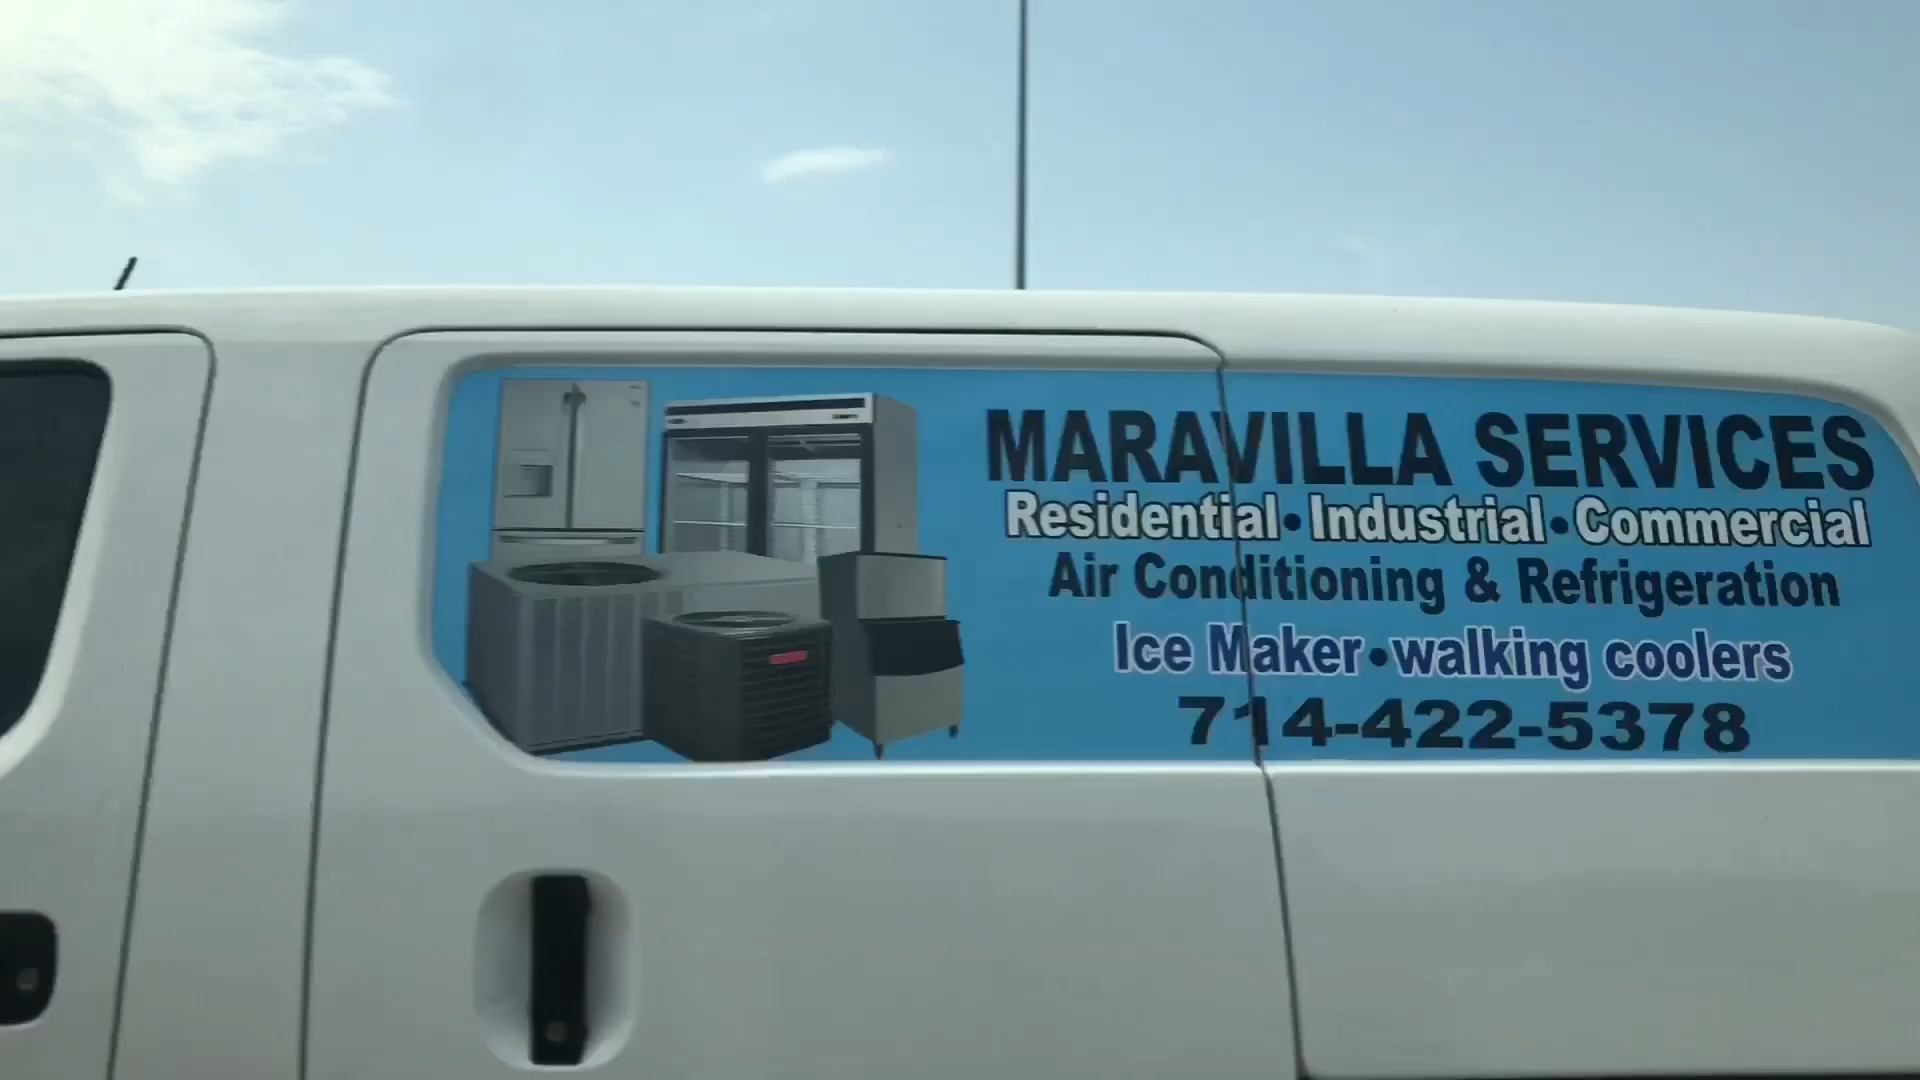 MARAVILLA SERVICES
Residential • Industrial • Commercial
Air Conditioning & Refrigeration
Ice Maker • walking coolers
714-422-5378